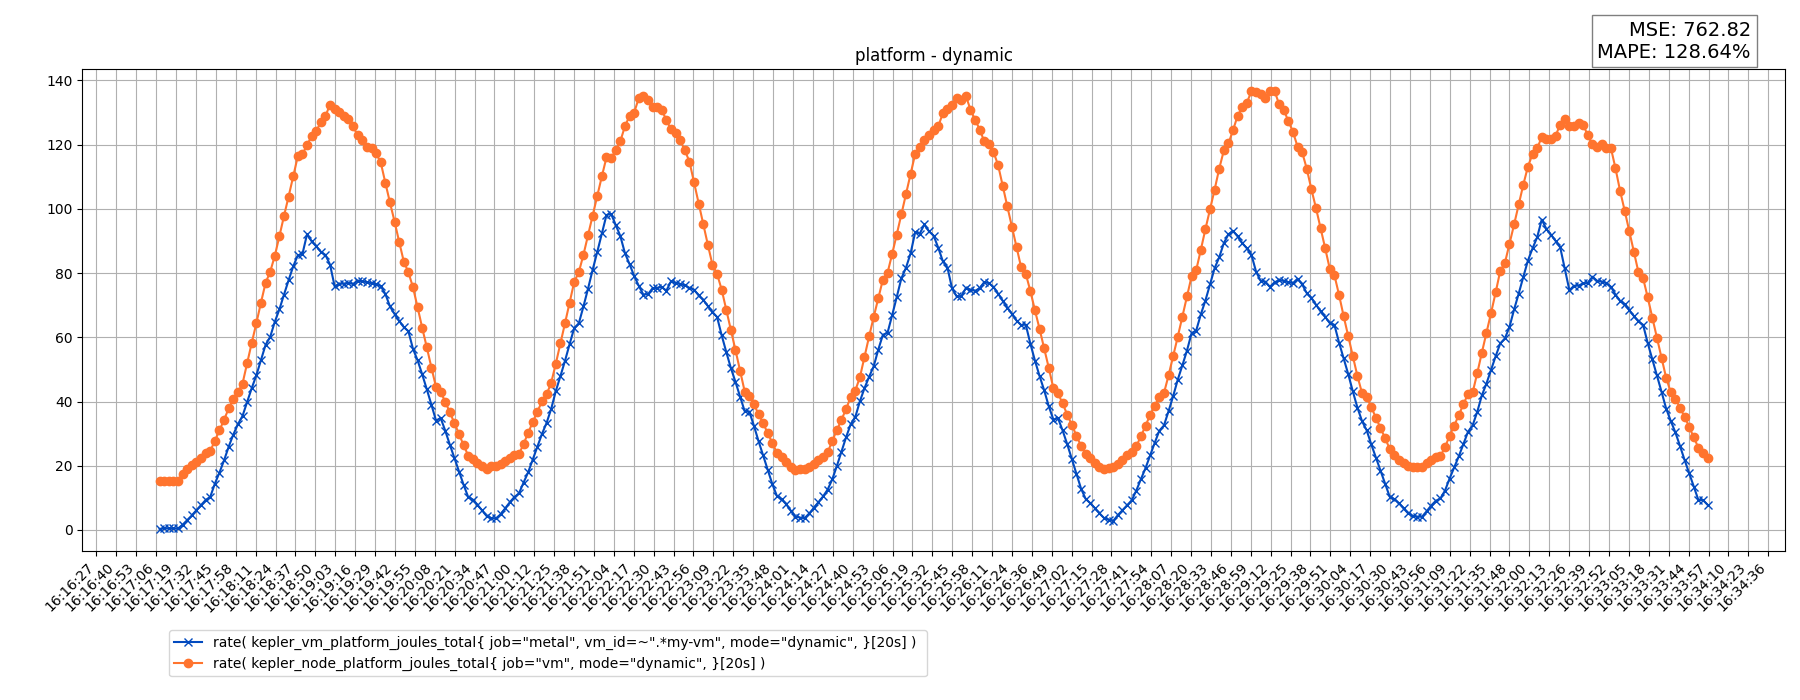 MSE: 762.82
MAPE: 128.64%
platform - dynamic
140
120
100
80
60
40
20
0
16:16:27 16:16:40 16:16:53 16:17:06 16:17:19 16:17:32 16:17:45 16:17:58 16:18:11 16:18:24 16:18:37 16:18:50 16:19:03 16:19:16 16:19:29 16:19:42 16:19:55 16:20:08 16:20:21 16:20:34 16:20:47 16:21:00 16:21:12 16:21:25 16:21:38 16:21:51 16:22:04 16:22:17 16:22:30 16:22:43 16:22:56 16:23:09 16:23:22 16:23:35 16:23:48 16:24:01 16:24:14 16:24:27 16:24:40 16:24:53 16:25:06 16:25:19 16:25:32 16:25:45 16:25:58 16:26:11 16:26:24 16:26:36 16:26:49 16:27:02 16:27:15 16:27:28 16:27:41 16:27:54 16:28:07 16:28:20 16:28:33 16:28:46 16:28:59 16:29:12 16:29:25 16:29:38 16:29:51 16:30:04 16:30:17 16:30:30 16:30:43 16:30:56 16:31:09 16:31:22 16:31:35 16:31:48 16:32:00 16:32:13 16:32:26 16:32:39 16:32:52 16:33:05 16:33:18 16:33:31 16:33:44 16:33:57 16:34:10 16:34:23 16:34:36
rate( kepler_vm_platform_joules_total{ job="metal", vm_id=~".*my-vm", mode="dynamic", }[20s] )
rate( kepler_node_platform_joules_total{ job="vm", mode="dynamic", }[20s] )